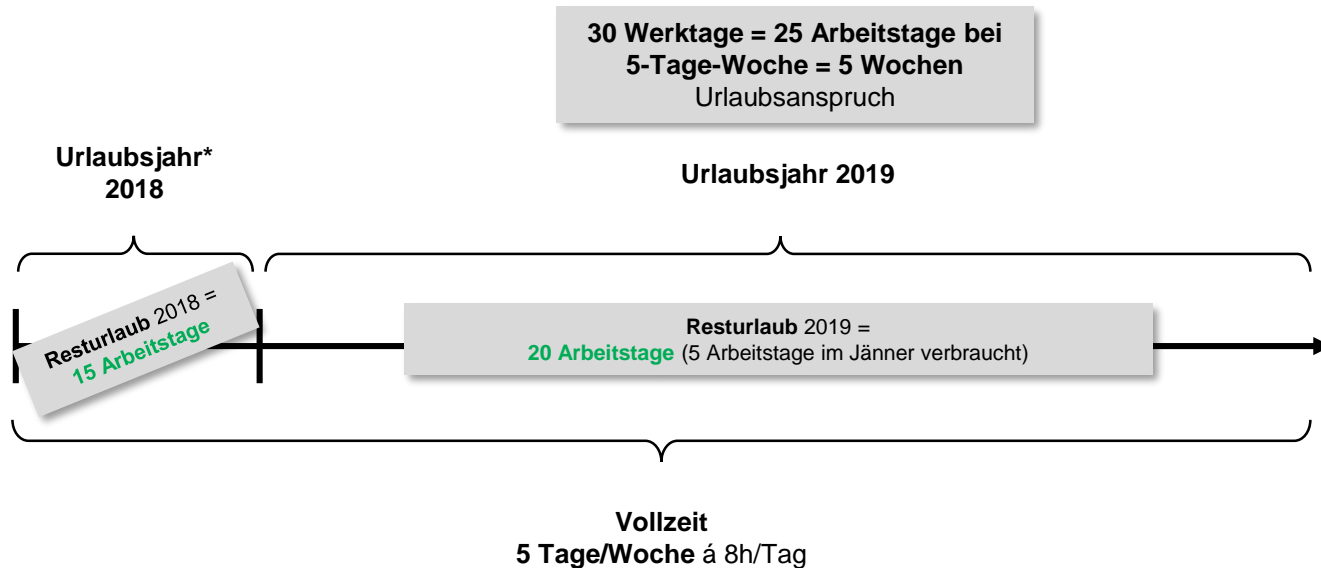 30 Werktage = 25 Arbeitstage bei
5-Tage-Woche = 5 Wochen
Urlaubsanspruch
Urlaubsjahr*
2018
Urlaubsjahr 2019
Resturlaub 2018 =
15 Arbeitstage
Resturlaub 2019 =
20 Arbeitstage (5 Arbeitstage im Jänner verbraucht)
Vollzeit
5 Tage/Woche á 8h/Tag